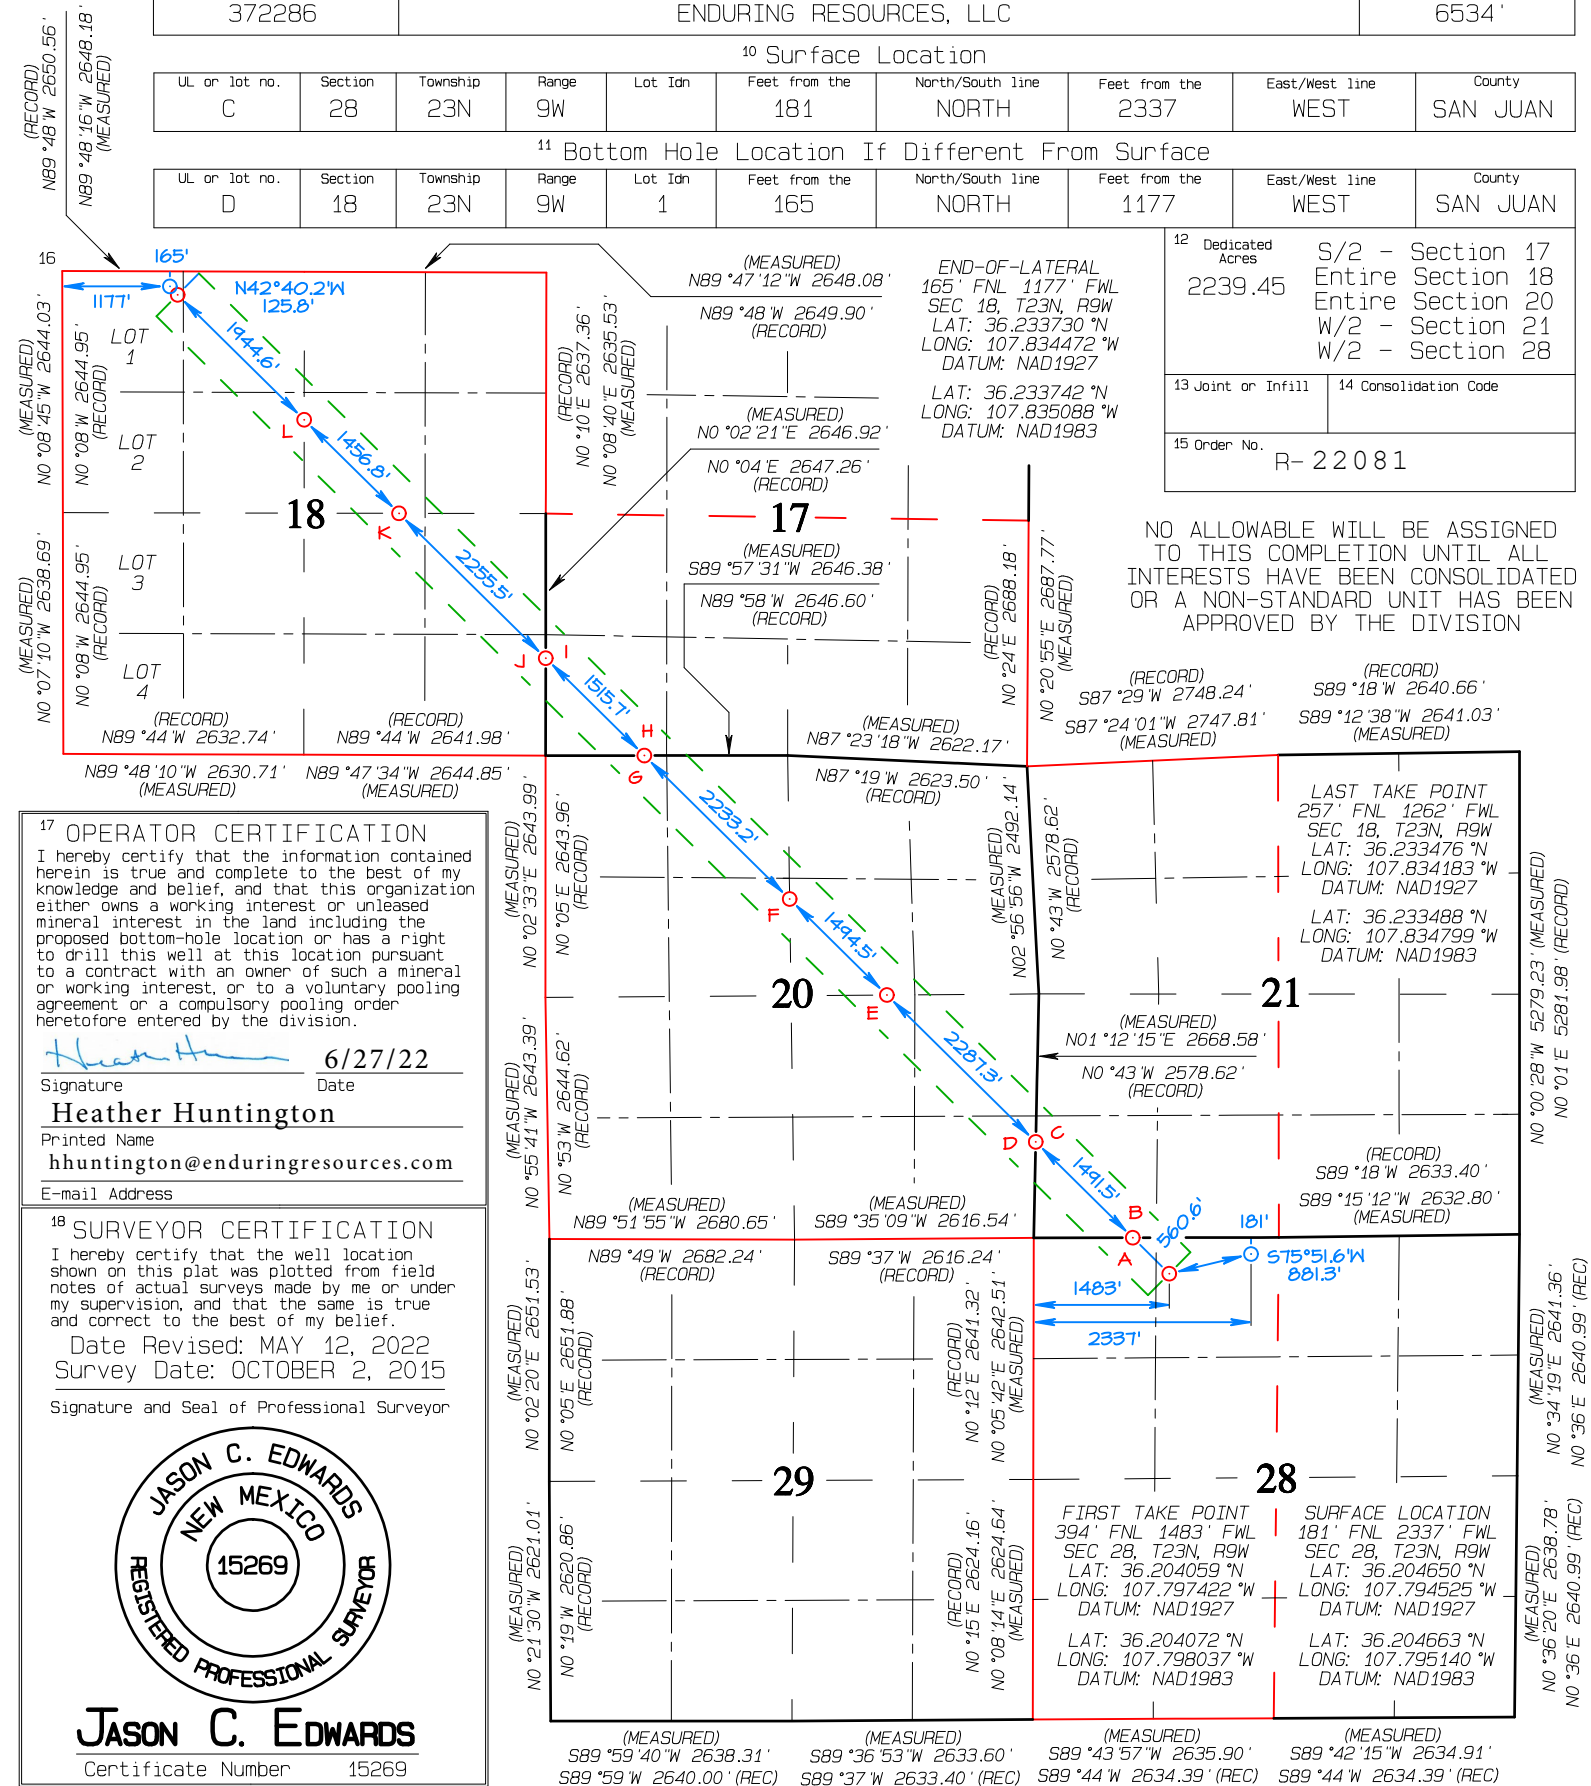 372286 ENDURING RESOURCES, LLC 6534'
10 Surface Location
UL or lot no. Section Township Range Lot Idn Feet from the North/South line Feet from the East/West line County
C 28 23N 9W 181 NORTH 2337 WEST SAN JUAN
11 Bottom Hole Location If Different From Surface
UL or lot no. Section Township Range Lot Idn Feet from the North/South line Feet from the East/West line County
D 18 23N 9W 1 165 NORTH 1177 WEST SAN JUAN
12 Dedicated Acres
2239.45
S/2 - Section 17
Entire Section 18
Entire Section 20
W/2 - Section 21
W/2 - Section 28
13 Joint or Infill
14 Consolidation Code
15 Order No.
R-22081
NO ALLOWABLE WILL BE ASSIGNED
TO THIS COMPLETION UNTIL ALL
INTERESTS HAVE BEEN CONSOLIDATED
OR A NON-STANDARD UNIT HAS BEEN
APPROVED BY THE DIVISION
(RECORD)
N89°48'W 2650.56'
N89°48'16"W 2648.18'
(MEASURED)
16
165'
1177'
N42°40.2'W
125.8'
1944.6'
LOT
1
LOT
2
LOT
3
LOT
4
L
1456.8'
18
K
2255.5'
J
I
(MEASURED)
N0°08'45"W 2644.03'
N0°08'W 2644.95'
(RECORD)
(MEASURED)
N0°07'10"W 2638.69'
N0°08'W 2644.95'
(RECORD)
(RECORD)
N89°44'W 2632.74'
(RECORD)
N89°44'W 2641.98'
N89°48'10"W 2630.71'
(MEASURED)
N89°47'34"W 2644.85'
(MEASURED)
(MEASURED)
N89°47'12"W 2648.08'
N89°48'W 2649.90'
(RECORD)
(RECORD)
N0°10'E 2637.36'
N0°08'40"E 2635.53'
(MEASURED)
(MEASURED)
N0°02'21"E 2646.92'
N0°04'E 2647.26'
(RECORD)
17
(MEASURED)
S89°57'31"W 2646.38'
N89°58'W 2646.60'
(RECORD)
(RECORD)
N0°24'E 2688.18'
N0°20'55"E 2687.77'
(MEASURED)
1515.7'
H
G
(MEASURED)
N87°23'18"W 2622.17'
N87°19'W 2623.50'
(RECORD)
END-OF-LATERAL
165' FNL 1177' FWL
SEC 18, T23N, R9W
LAT: 36.233730°N
LONG: 107.834472°W
DATUM: NAD1927
LAT: 36.233742°N
LONG: 107.835088°W
DATUM: NAD1983
(RECORD)
S87°29'W 2748.24'
S87°24'01"W 2747.81'
(MEASURED)
(RECORD)
S89°18'W 2640.66'
S89°12'38"W 2641.03'
(MEASURED)
LAST TAKE POINT
257' FNL 1262' FWL
SEC 18, T23N, R9W
LAT: 36.233476°N
LONG: 107.834183°W
DATUM: NAD1927
LAT: 36.233488°N
LONG: 107.834799°W
DATUM: NAD1983
N0°00'28"W 5279.23' (MEASURED)
N0°01'E 5281.98' (RECORD)
21
(MEASURED)
N0°02'33"E 2643.99'
N0°05'E 2643.96'
(RECORD)
2233.2'
F
1494.5'
20
E
(MEASURED)
N02°56'56"W 2492.14'
N0°43'W 2578.62'
(RECORD)
2287.3'
(MEASURED)
N01°12'15"E 2668.58'
N0°43'W 2578.62'
(RECORD)
D
C
1491.5'
B
A
560.6'
181'
S75°51.6'W
881.3'
1483'
2337'
(MEASURED)
N0°55'41"W 2643.39'
N0°53'W 2644.62'
(RECORD)
(MEASURED)
N89°51'55"W 2680.65'
N89°49'W 2682.24'
(RECORD)
(MEASURED)
S89°35'09"W 2616.54'
S89°37'W 2616.24'
(RECORD)
(RECORD)
S89°18'W 2633.40'
S89°15'12"W 2632.80'
(MEASURED)
17 OPERATOR CERTIFICATION
I hereby certify that the information contained
herein is true and complete to the best of my
knowledge and belief, and that this organization
either owns a working interest or unleased
mineral interest in the land including the
proposed bottom-hole location or has a right
to drill this well at this location pursuant
to a contract with an owner of such a mineral
or working interest, or to a voluntary pooling
agreement or a compulsory pooling order
heretofore entered by the division.
6/27/22
Signature Date
Heather Huntington
Printed Name
hhuntington@enduringresources.com
E-mail Address
18 SURVEYOR CERTIFICATION
I hereby certify that the well location
shown on this plat was plotted from field
notes of actual surveys made by me or under
my supervision, and that the same is true
and correct to the best of my belief.
Date Revised: MAY 12, 2022
Survey Date: OCTOBER 2, 2015
Signature and Seal of Professional Surveyor
JASON C. EDWARDS
NEW MEXICO
15269
REGISTERED PROFESSIONAL SURVEYOR
JASON C. EDWARDS
Certificate Number 15269
(MEASURED)
N0°02'20"E 2651.53'
N0°05'E 2651.88'
(RECORD)
(MEASURED)
N0°21'30"W 2621.01'
N0°19'W 2620.86'
(RECORD)
29
(RECORD)
N0°12'E 2641.32'
N0°05'42"E 2642.51'
(MEASURED)
(RECORD)
N0°15'E 2624.16'
N0°08'14"E 2624.64'
(MEASURED)
28
FIRST TAKE POINT
394' FNL 1483' FWL
SEC 28, T23N, R9W
LAT: 36.204059°N
LONG: 107.797422°W
DATUM: NAD1927
LAT: 36.204072°N
LONG: 107.798037°W
DATUM: NAD1983
SURFACE LOCATION
181' FNL 2337' FWL
SEC 28, T23N, R9W
LAT: 36.204650°N
LONG: 107.794525°W
DATUM: NAD1927
LAT: 36.204663°N
LONG: 107.795140°W
DATUM: NAD1983
(MEASURED)
N0°34'19"E 2641.36'
N0°36'E 2640.99' (REC)
(MEASURED)
N0°36'20"E 2638.78'
N0°36'E 2640.99' (REC)
(MEASURED)
S89°59'40"W 2638.31'
S89°59'W 2640.00' (REC)
(MEASURED)
S89°36'53"W 2633.60'
S89°37'W 2633.40' (REC)
(MEASURED)
S89°43'57"W 2635.90'
S89°44'W 2634.39' (REC)
(MEASURED)
S89°42'15"W 2634.91'
S89°44'W 2634.39' (REC)